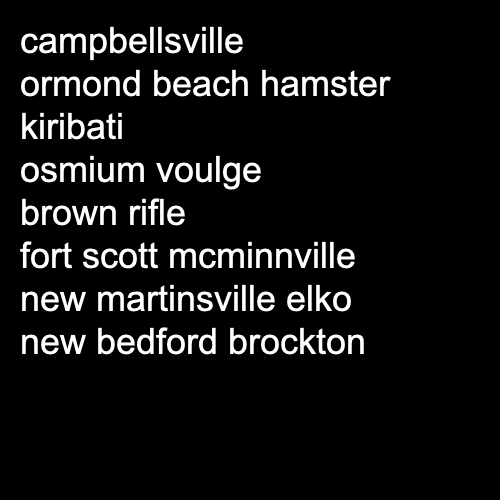 campbellsville
ormond beach hamster
kiribati
osmium voulge
brown rifle
fort scott mcminnville
new martinsville elko
new bedford brockton